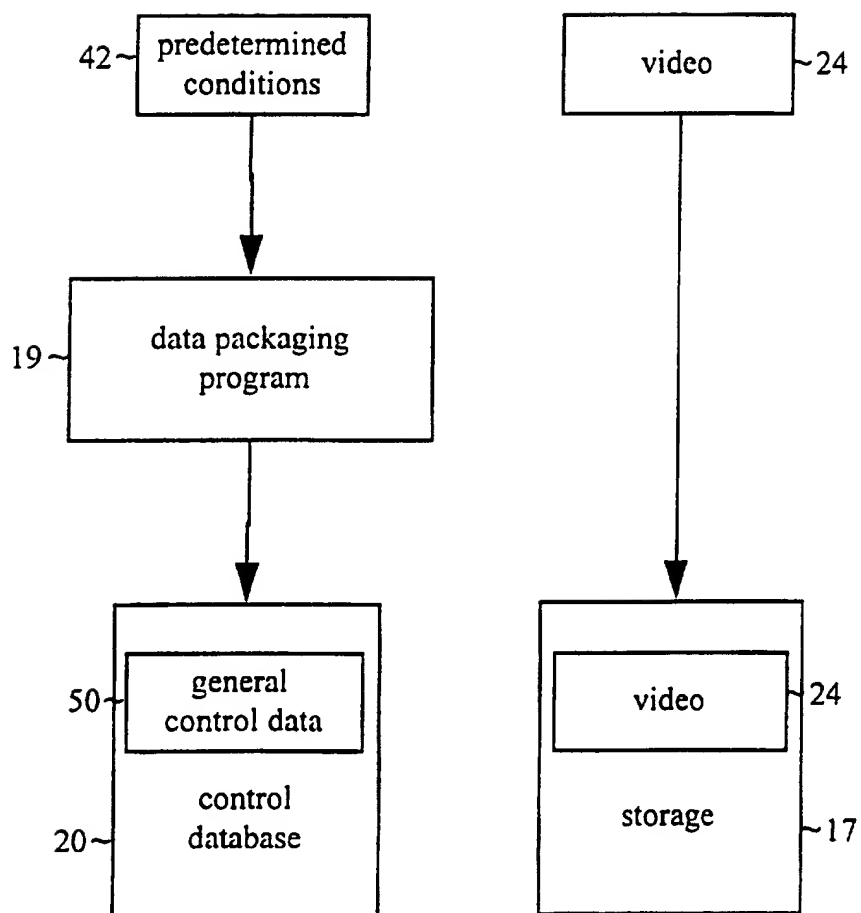 42
predetermined
conditions
video
24
19
data packaging
program
50
general
control data
control
database
20
video
24
storage
17